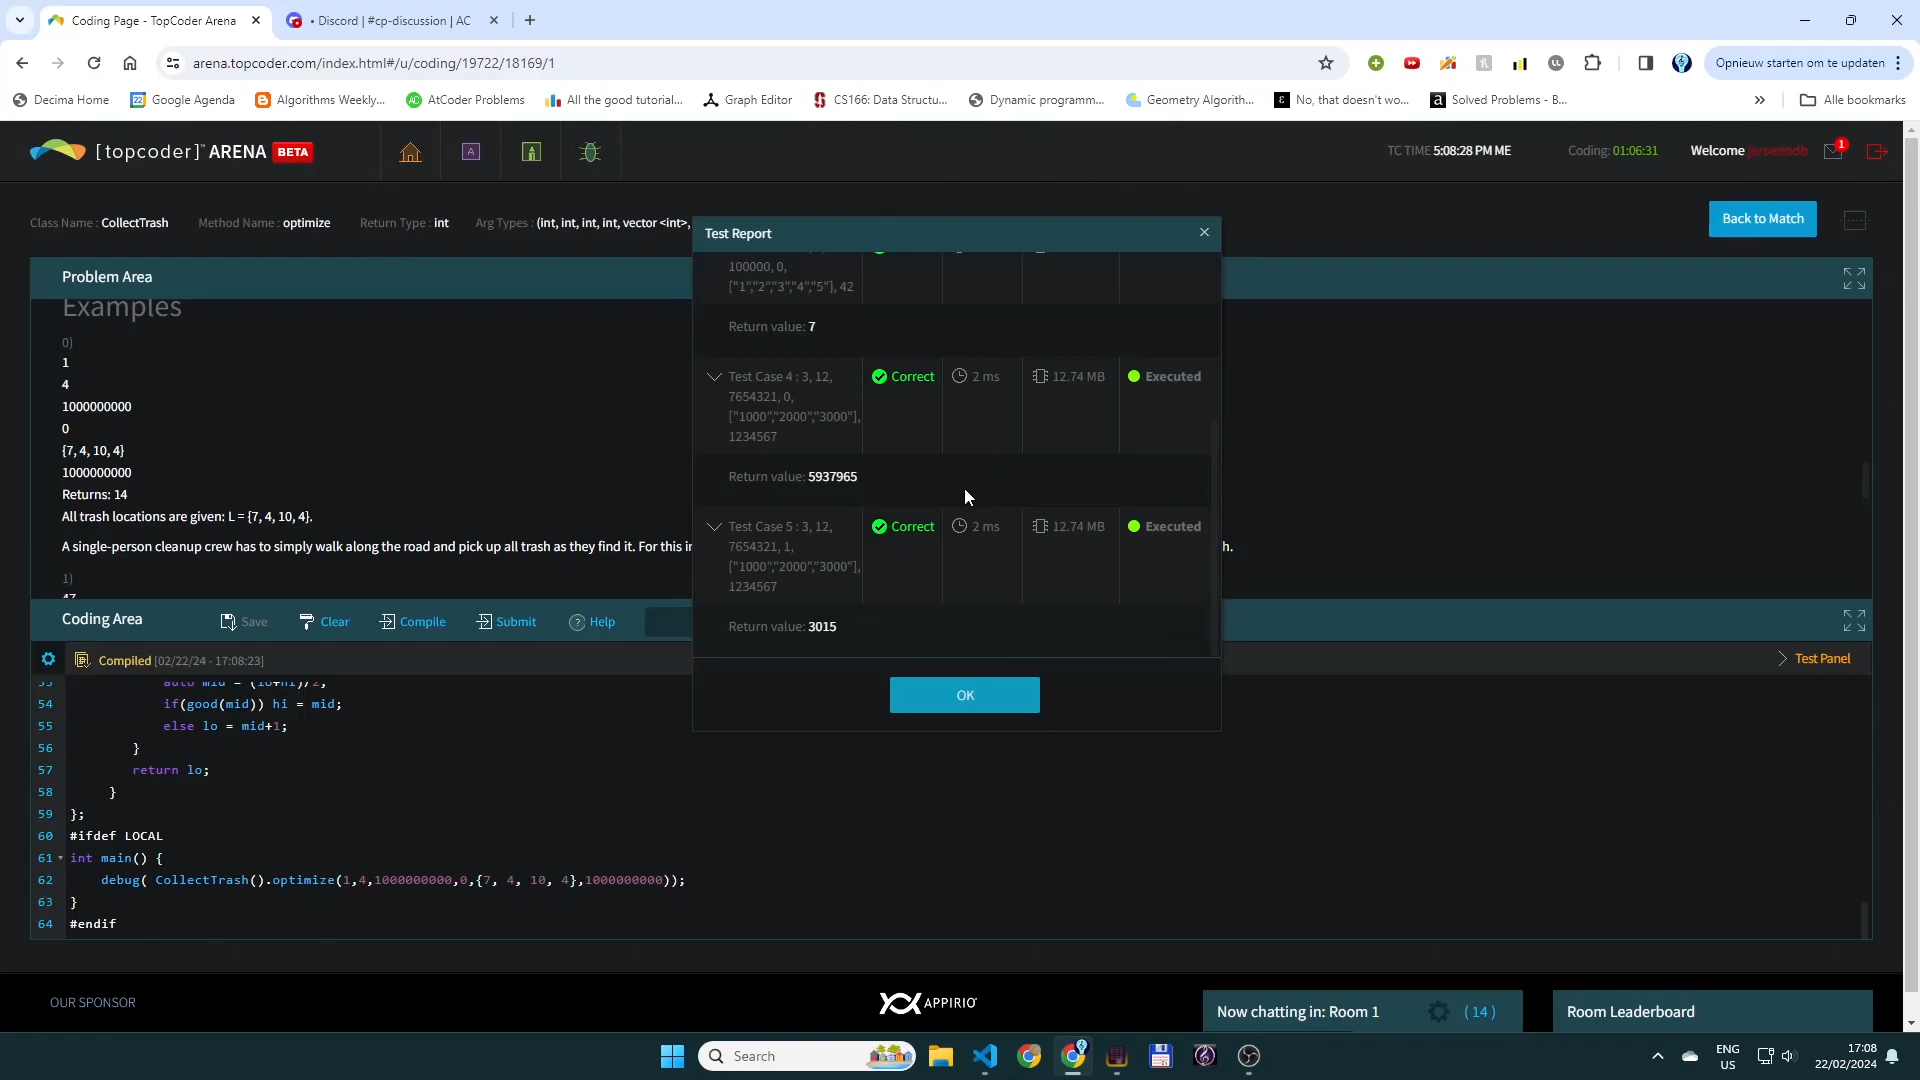 Coding Page - TopCoder Arena
• Discord | #cp-discussion | AC
arena.topcoder.com/index.html#/u/coding/19722/18169/1
Opnieuw starten om te updaten
Decima Home
Google Agenda
Algorithms Weekly...
AtCoder Problems
All the good tutorial...
Graph Editor
CS166: Data Structu...
Dynamic programm...
Geometry Algorith...
No, that doesn't wo...
Solved Problems - B...
Alle bookmarks
[topcoder]™ ARENA BETA
TC TIME 5:08:28 PM ME
Coding: 01:06:31
Welcome jeroenodb
1
Class Name : CollectTrash
Method Name : optimize
Return Type : int
Arg Types : (int, int, int, int, vector <int>,
Back to Match
Test Report
Problem Area
Examples
0)
1
4
1000000000
0
{7, 4, 10, 4}
1000000000
Returns: 14
All trash locations are given: L = {7, 4, 10, 4}.
A single-person cleanup crew has to simply walk along the road and pick up all trash as they find it. For this in
h.
1)
47
100000, 0,
["1","2","3","4","5"], 42
Return value: 7
Test Case 4 : 3, 12,
7654321, 0,
["1000","2000","3000"],
1234567
Correct
2 ms
12.74 MB
Executed
Return value: 5937965
Test Case 5 : 3, 12,
7654321, 1,
["1000","2000","3000"],
1234567
Correct
2 ms
12.74 MB
Executed
Return value: 3015
OK
Coding Area
Save
Clear
Compile
Submit
Help
Compiled [02/22/24 - 17:08:23]
Test Panel
53 auto mid = (lo+hi)/2;
54 if(good(mid)) hi = mid;
55 else lo = mid+1;
56 }
57 return lo;
58 }
59 };
60 #ifdef LOCAL
61 int main() {
62 debug( CollectTrash().optimize(1,4,1000000000,0,{7, 4, 10, 4},1000000000));
63 }
64 #endif
OUR SPONSOR
APPIRIO
Now chatting in: Room 1
( 14 )
Room Leaderboard
Search
ENG
US
17:08
22/02/2024